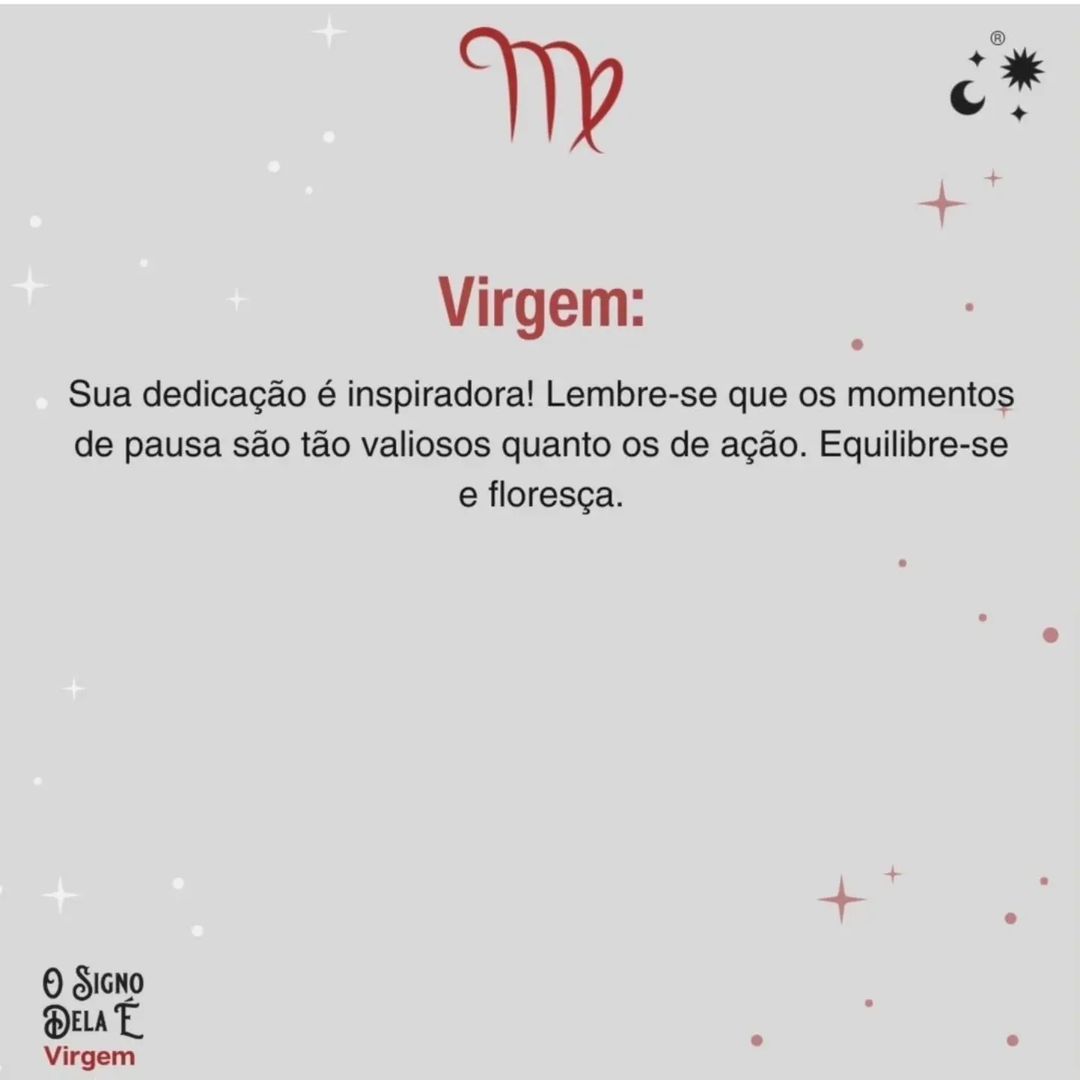 ®
Virgem:
Sua dedicação é inspiradora! Lembre-se que os momentos
de pausa são tão valiosos quanto os de ação. Equilibre-se
e floresça.
O Signo
Dela É
Virgem